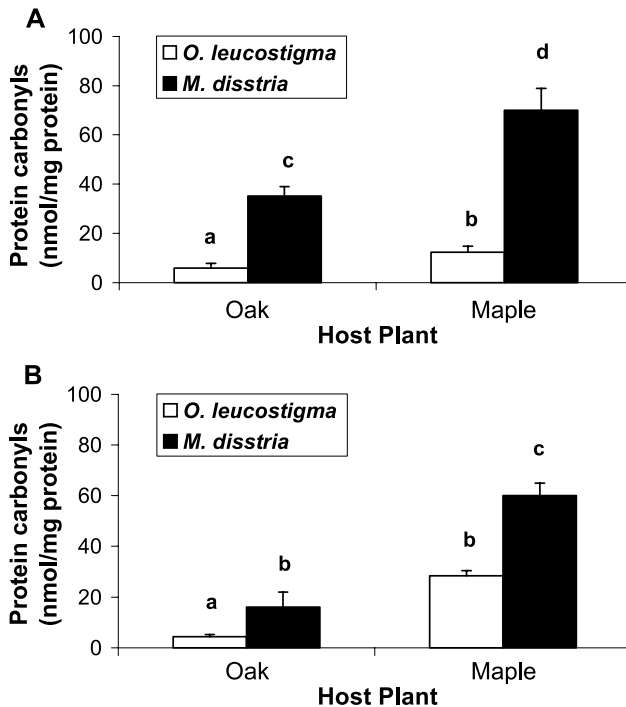 A
O. leucostigma
M. disstria
Protein carbonyls
(nmol/mg protein)
100
80
60
40
20
0
a
c
b
d
Oak
Maple
Host Plant
B
O. leucostigma
M. disstria
Protein carbonyls
(nmol/mg protein)
100
80
60
40
20
0
a
b
b
c
Oak
Maple
Host Plant